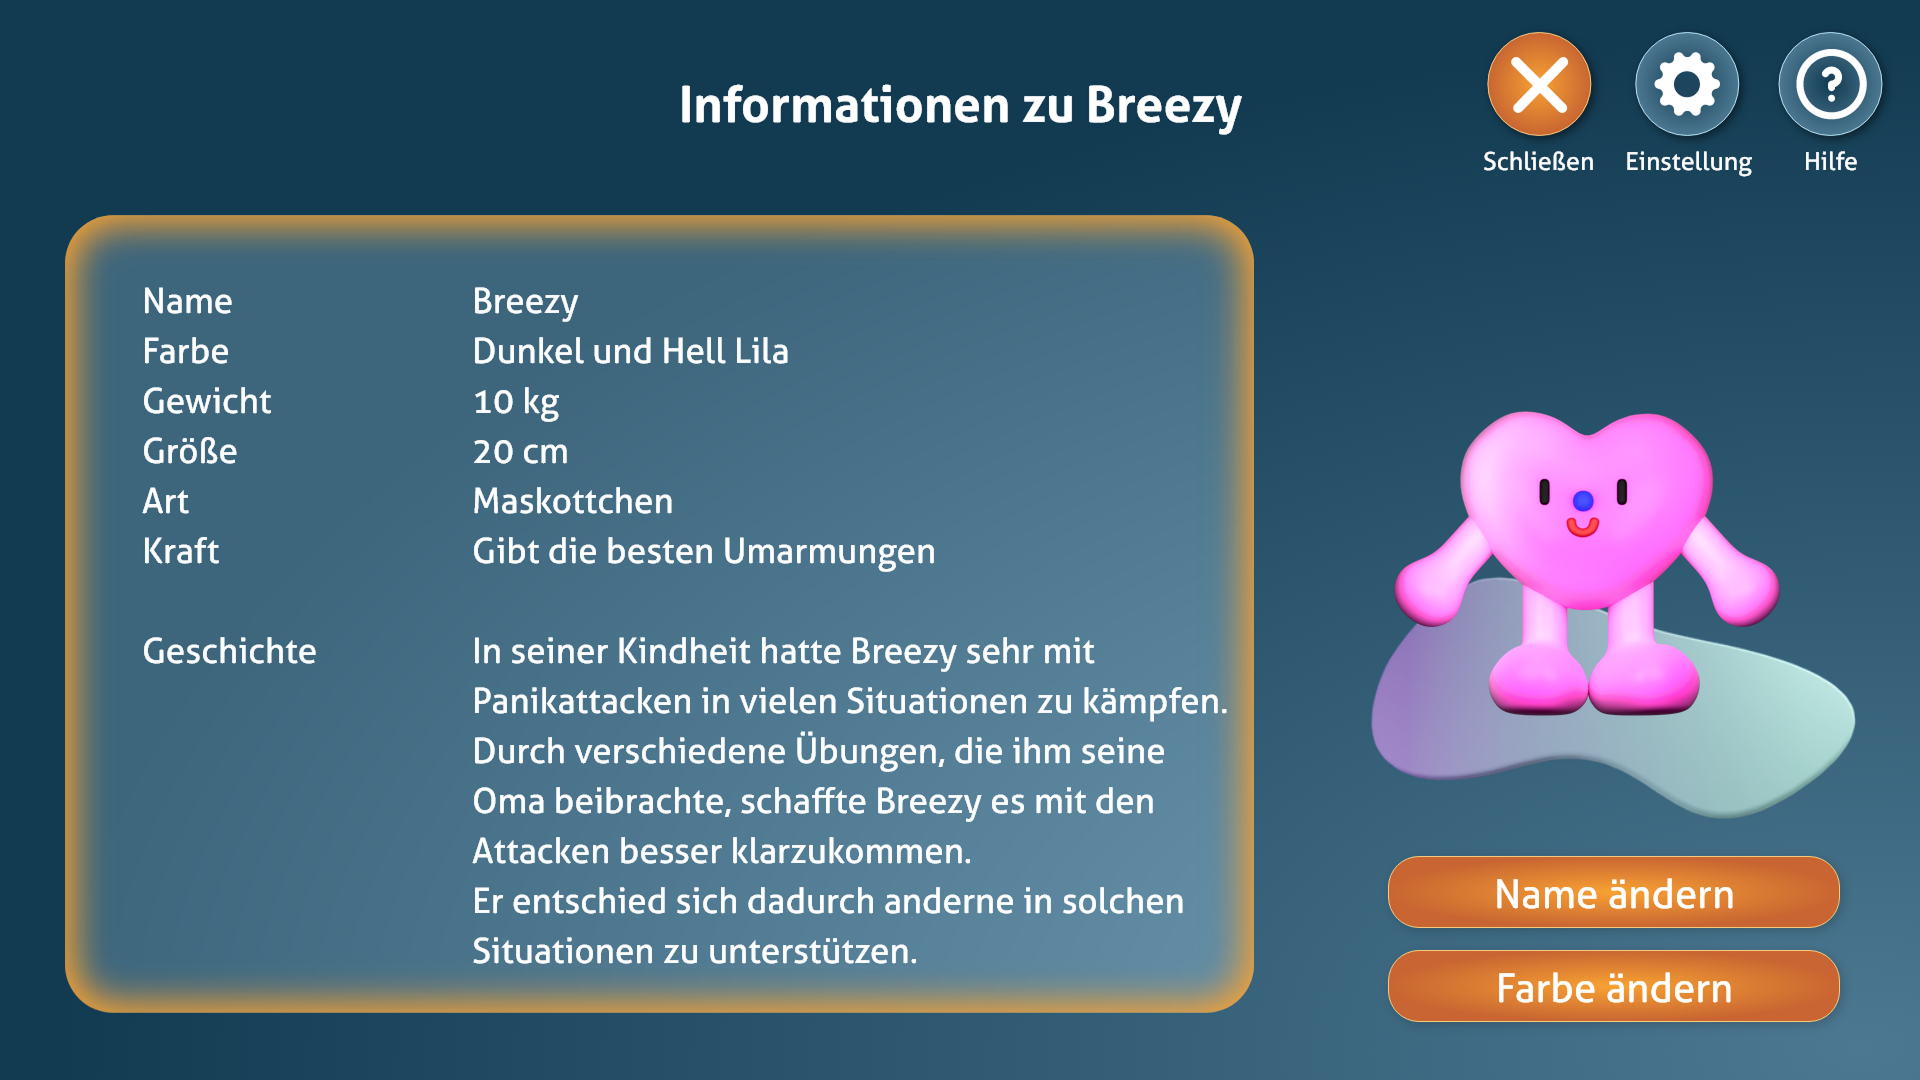 Informationen zu Breezy
Schließen
Einstellung
Hilfe
Name Breezy
Farbe Dunkel und Hell Lila
Gewicht 10 kg
Größe 20 cm
Art Maskottchen
Kraft Gibt die besten Umarmungen
Geschichte In seiner Kindheit hatte Breezy sehr mit
Panikattacken in vielen Situationen zu kämpfen.
Durch verschiedene Übungen, die ihm seine
Oma beibrachte, schaffte Breezy es mit den
Attacken besser klarzukommen.
Er entschied sich dadurch anderne in solchen
Situationen zu unterstützen.
Name ändern
Farbe ändern